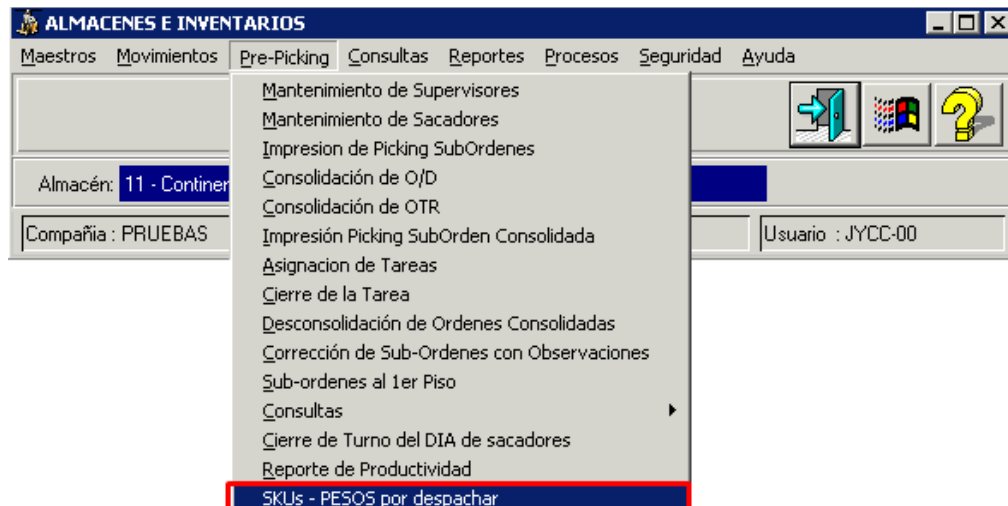 ALMACENES E INVENTARIOS
Maestros Movimientos Pre-Picking Consultas Reportes Procesos Seguridad Ayuda
Mantenimiento de Supervisores
Mantenimiento de Sacadores
Impresion de Picking SubOrdenes
Almacén: 11 - Continen
Consolidación de O/D
Consolidación de OTR
Compañia : PRUEBAS
Impresión Picking SubOrden Consolidada
Usuario : JYCC-00
Asignacion de Tareas
Cierre de la Tarea
Desconsolidación de Ordenes Consolidadas
Corrección de Sub-Ordenes con Observaciones
Sub-ordenes al 1er Piso
Consultas
Cierre de Turno del DIA de sacadores
Reporte de Productividad
SKUs - PESOS por despachar